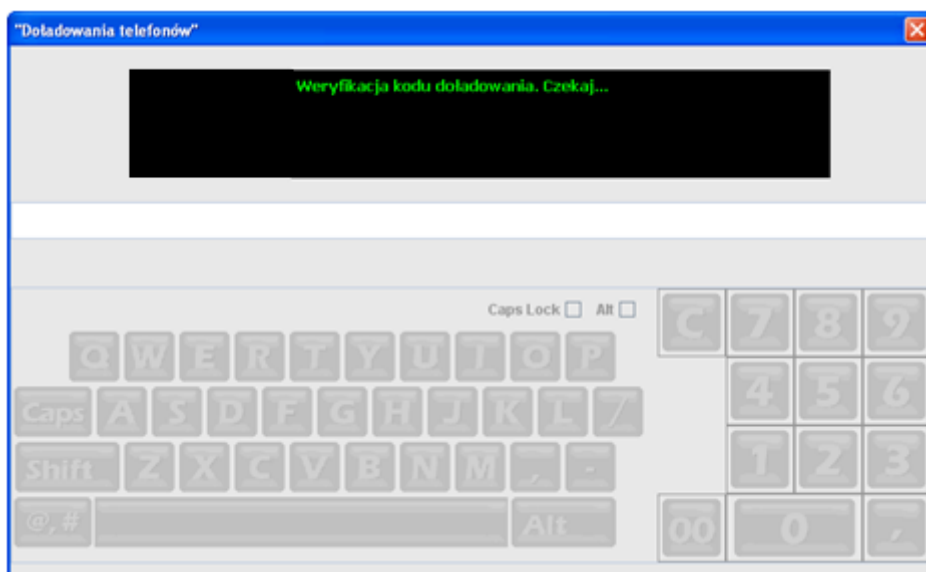 "Doładowania telefonów"
Weryfikacja kodu doładowania. Czekaj...
Caps Lock Alt
C 7 8 9
Q W E R T Y U I O P
4 5 6
Caps A S D F G H J K L /
1 2 3
Shift Z X C V B N M , -
@,# Alt
00 0 ,